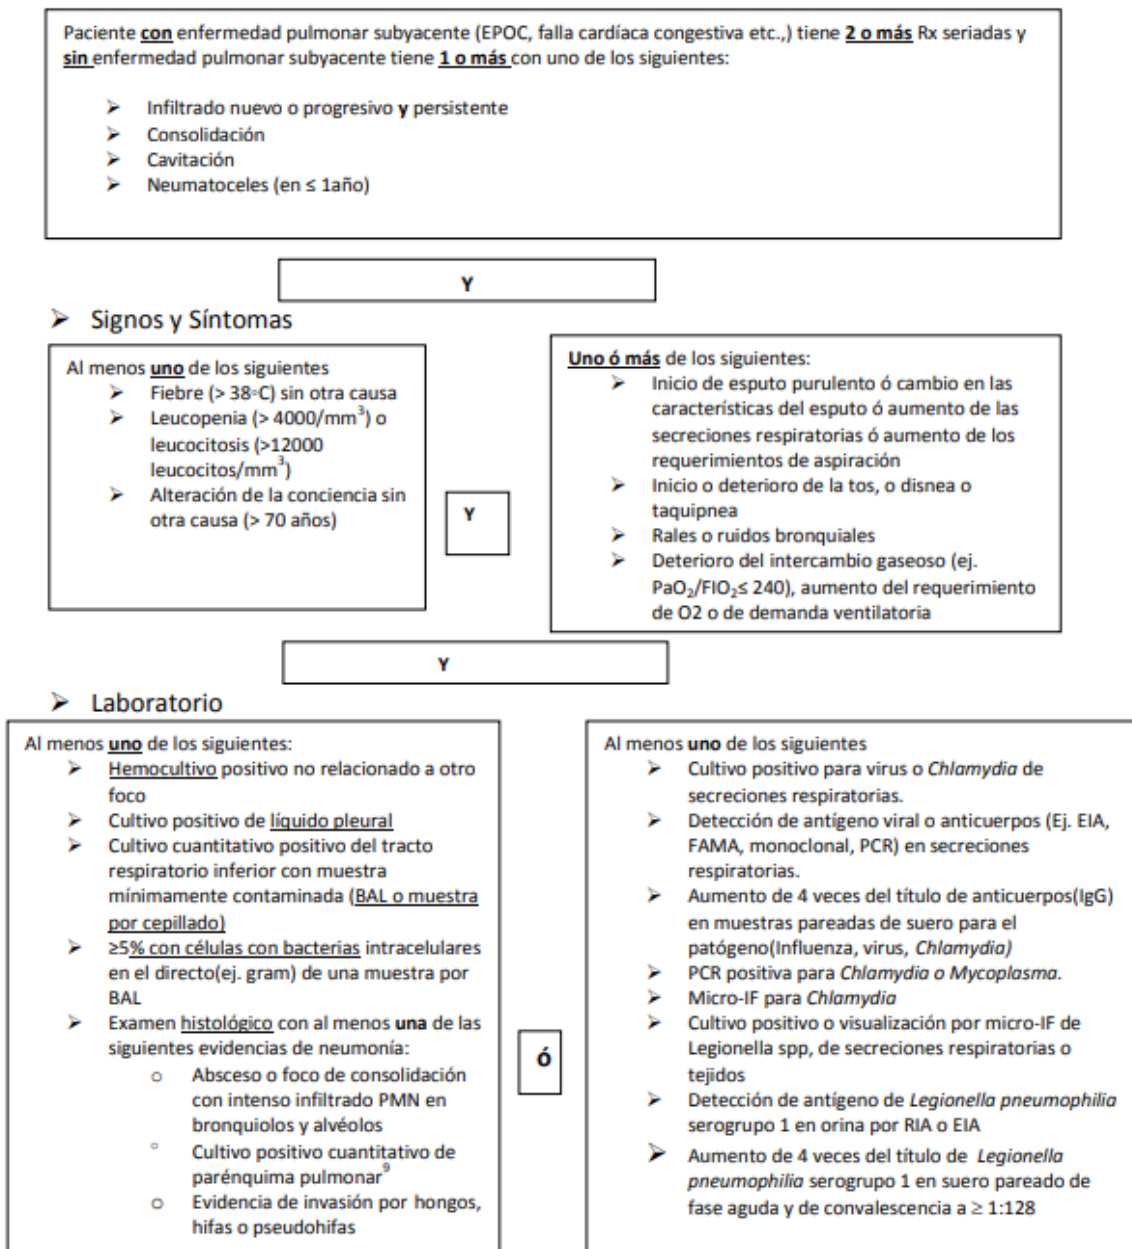 Paciente con enfermedad pulmonar subyacente (EPOC, falla cardíaca congestiva etc.,) tiene 2 o más Rx seriadas y
sin enfermedad pulmonar subyacente tiene 1 o más con uno de los siguientes:
➢ Infiltrado nuevo o progresivo y persistente
➢ Consolidación
➢ Cavitación
➢ Neumatoceles (en ≤ 1año)
Y
➢ Signos y Síntomas
Al menos uno de los siguientes
➢ Fiebre (> 38◦C) sin otra causa
➢ Leucopenia (> 4000/mm³) o
leucocitosis (>12000
leucocitos/mm³)
➢ Alteración de la conciencia sin
otra causa (> 70 años)
Y
Uno ó más de los siguientes:
➢ Inicio de esputo purulento ó cambio en las
características del esputo ó aumento de las
secreciones respiratorias ó aumento de los
requerimientos de aspiración
➢ Inicio o deterioro de la tos, o disnea o
taquipnea
➢ Rales o ruidos bronquiales
➢ Deterioro del intercambio gaseoso (ej.
PaO₂/FIO₂≤ 240), aumento del requerimiento
de O2 o de demanda ventilatoria
Y
➢ Laboratorio
Al menos uno de los siguientes:
➢ Hemocultivo positivo no relacionado a otro
foco
➢ Cultivo positivo de líquido pleural
➢ Cultivo cuantitativo positivo del tracto
respiratorio inferior con muestra
mínimamente contaminada (BAL o muestra
por cepillado)
➢ ≥5% con células con bacterias intracelulares
en el directo(ej. gram) de una muestra por
BAL
➢ Examen histológico con al menos una de las
siguientes evidencias de neumonía:
o Absceso o foco de consolidación
con intenso infiltrado PMN en
bronquiolos y alvéolos
o Cultivo positivo cuantitativo de
parénquima pulmonar⁹
o Evidencia de invasión por hongos,
hifas o pseudohifas
Ó
Al menos uno de los siguientes
➢ Cultivo positivo para virus o Chlamydia de
secreciones respiratorias.
➢ Detección de antígeno viral o anticuerpos (Ej. EIA,
FAMA, monoclonal, PCR) en secreciones
respiratorias.
➢ Aumento de 4 veces del título de anticuerpos(IgG)
en muestras pareadas de suero para el
patógeno(Influenza, virus, Chlamydia)
➢ PCR positiva para Chlamydia o Mycoplasma.
➢ Micro-IF para Chlamydia
➢ Cultivo positivo o visualización por micro-IF de
Legionella spp, de secreciones respiratorias o
tejidos
➢ Detección de antígeno de Legionella pneumophilia
serogrupo 1 en orina por RIA o EIA
➢ Aumento de 4 veces del título de Legionella
pneumophilia serogrupo 1 en suero pareado de
fase aguda y de convalescencia a ≥ 1:128